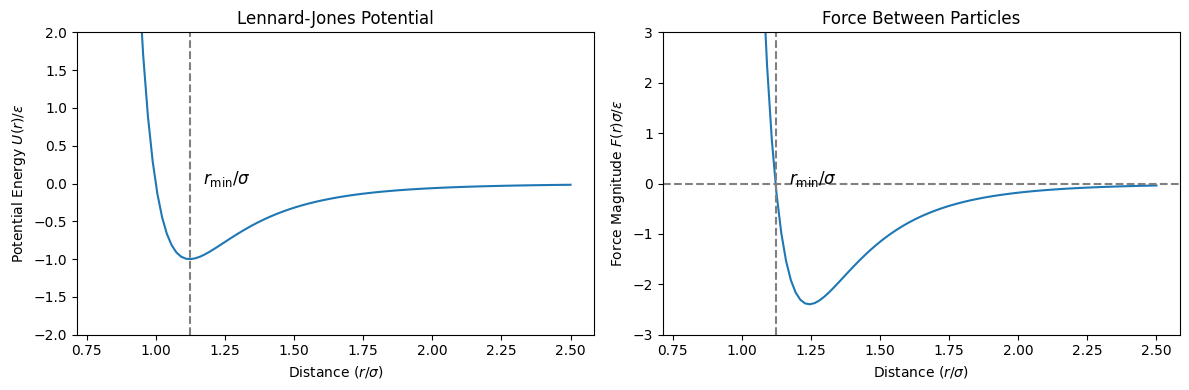 Lennard-Jones Potential
Potential Energy U(r)/ε
2.0
1.5
1.0
0.5
0.0
−0.5
−1.0
−1.5
−2.0
r_min/σ
0.75 1.00 1.25 1.50 1.75 2.00 2.25 2.50
Distance (r/σ)
Force Between Particles
Force Magnitude F(r)σ/ε
3
2
1
0
−1
−2
−3
r_min/σ
0.75 1.00 1.25 1.50 1.75 2.00 2.25 2.50
Distance (r/σ)